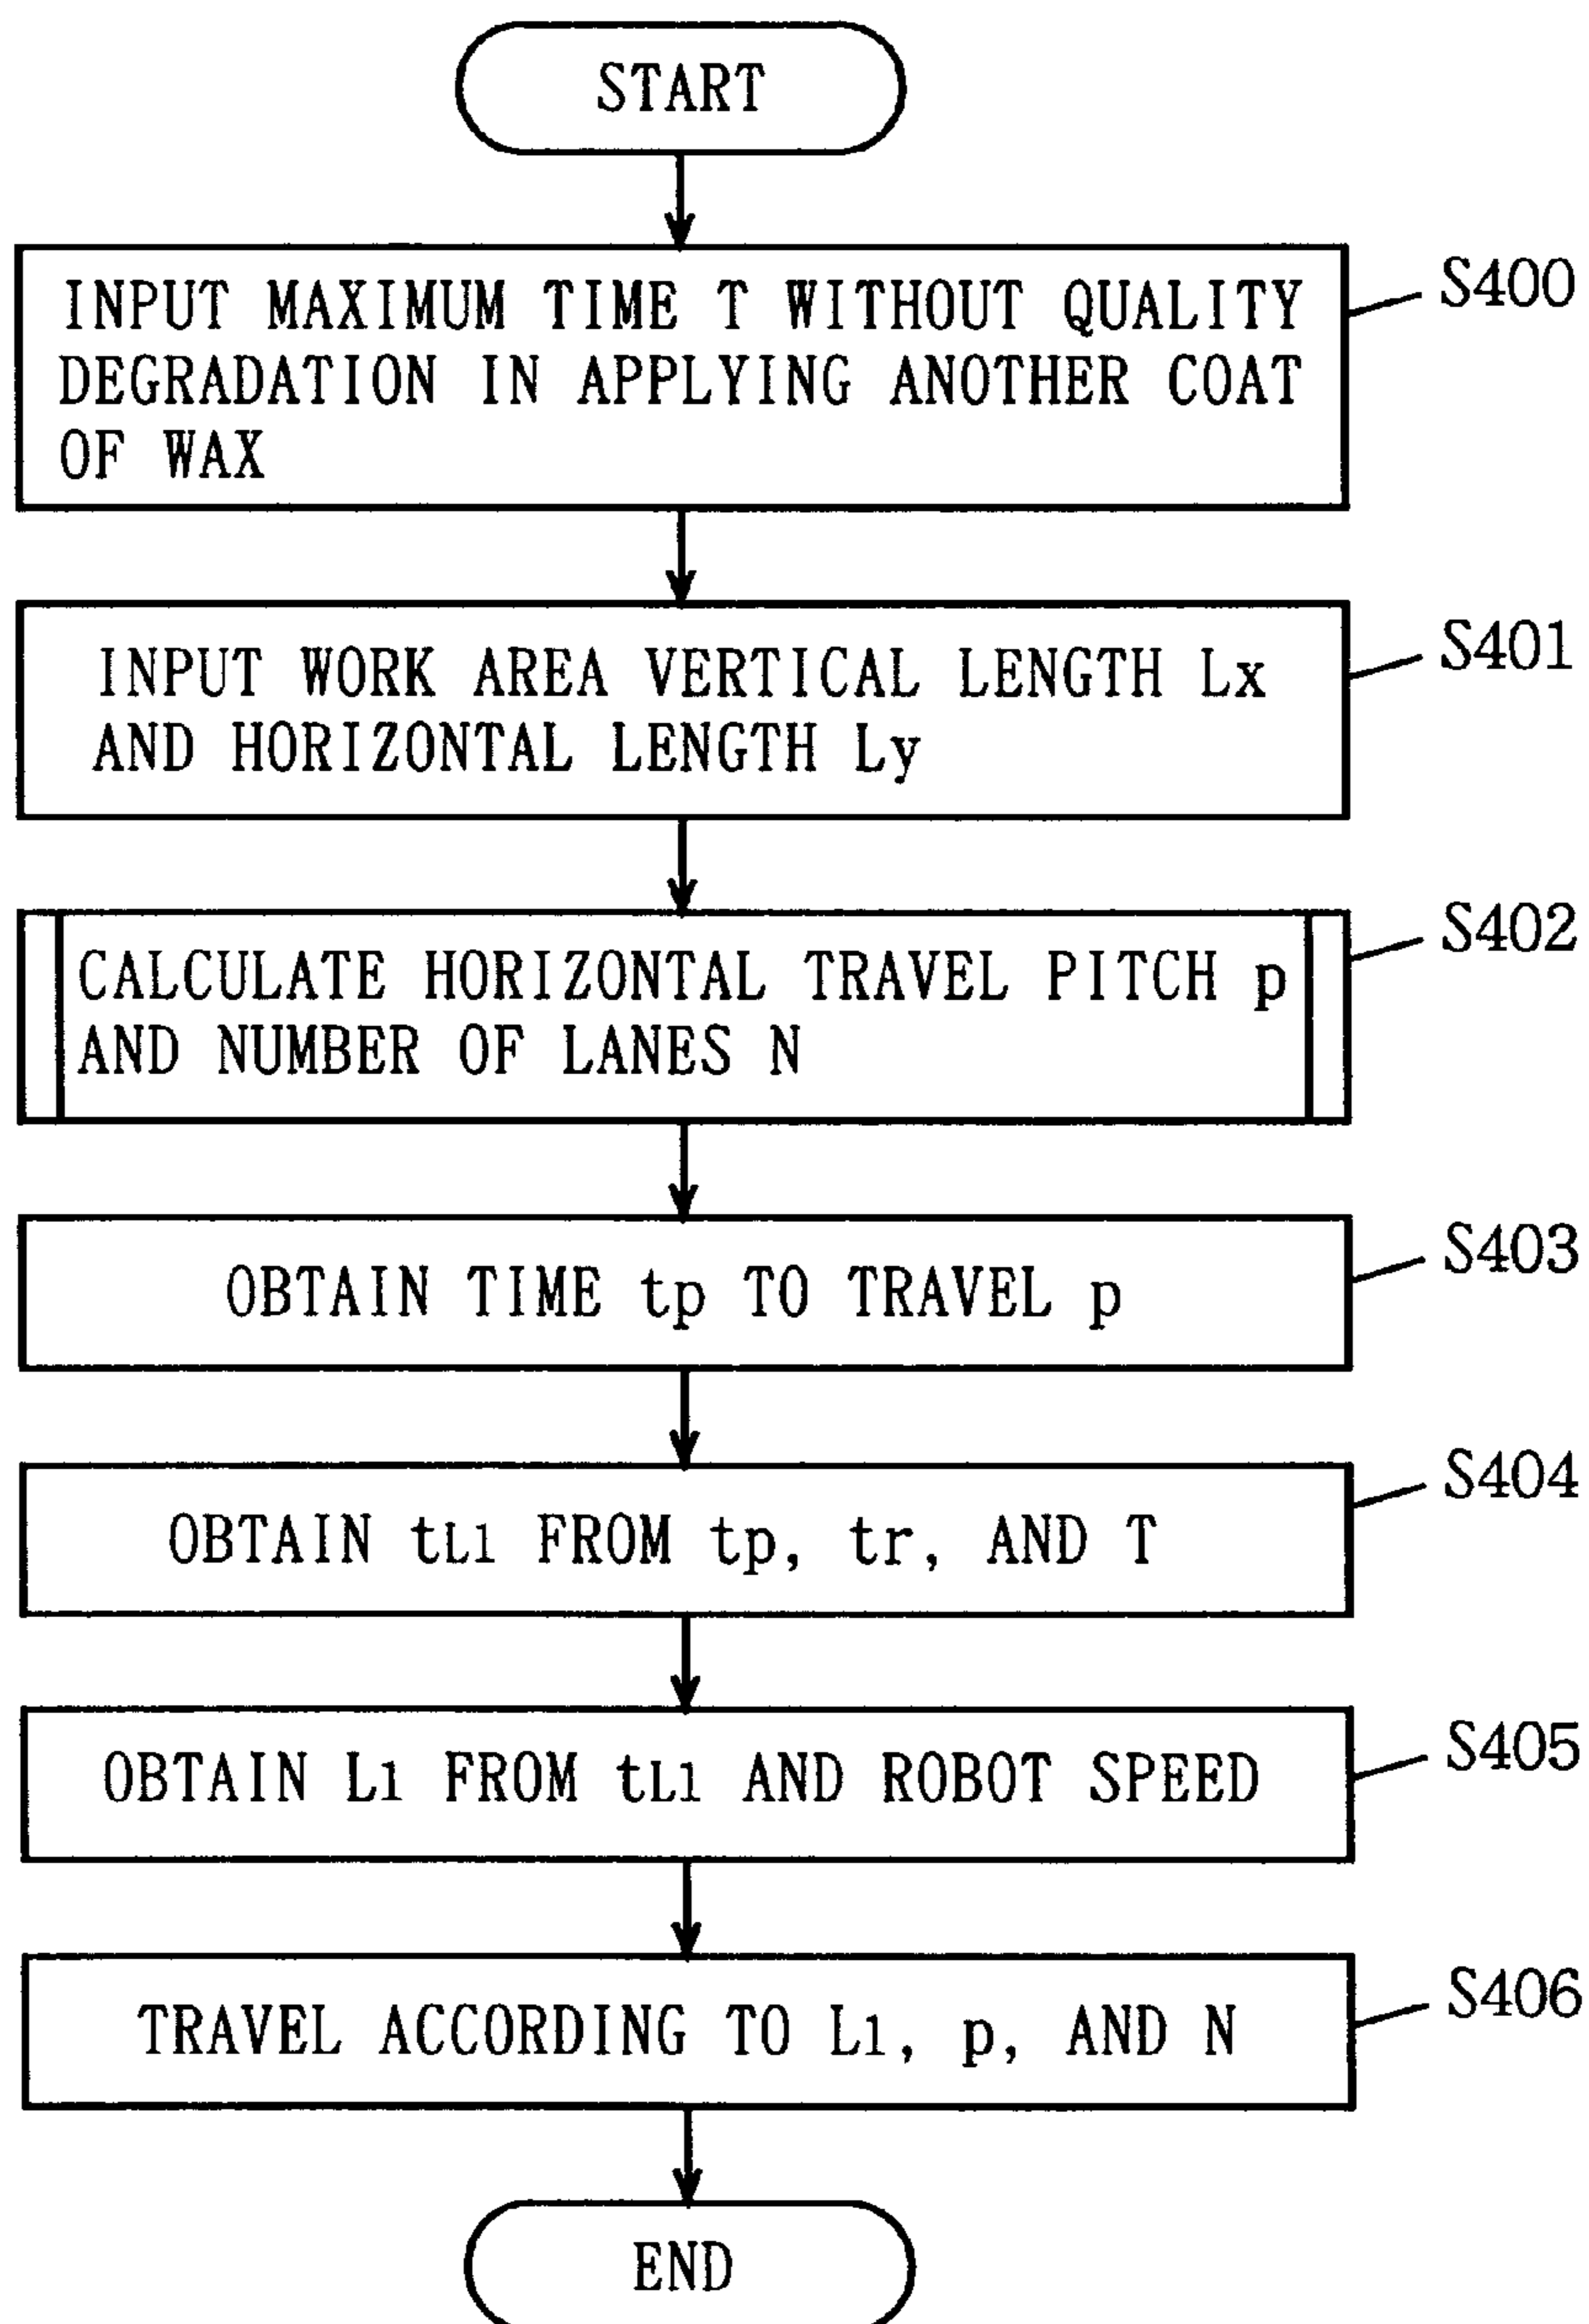 START
INPUT MAXIMUM TIME T WITHOUT QUALITY
DEGRADATION IN APPLYING ANOTHER COAT
OF WAX
S400
INPUT WORK AREA VERTICAL LENGTH Lx
AND HORIZONTAL LENGTH Ly
S401
CALCULATE HORIZONTAL TRAVEL PITCH p
AND NUMBER OF LANES N
S402
OBTAIN TIME tp TO TRAVEL p
S403
OBTAIN tL1 FROM tp, tr, AND T
S404
OBTAIN L1 FROM tL1 AND ROBOT SPEED
S405
TRAVEL ACCORDING TO L1, p, AND N
S406
END